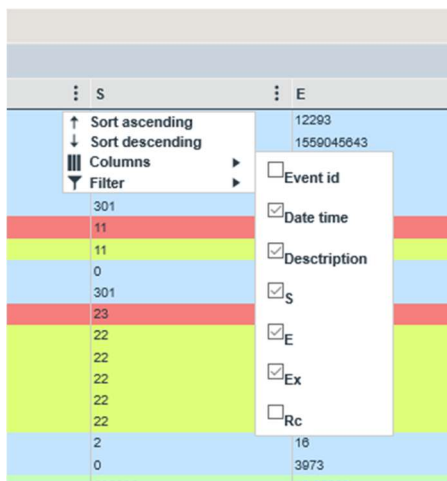 S E
Sort ascending 12293
Sort descending 1559045643
Columns
Filter
Event id
301
Date time
11
11
Desctription
0
301
S
23
22
E
22
22
Ex
22
22
Rc
2 16
0 3973